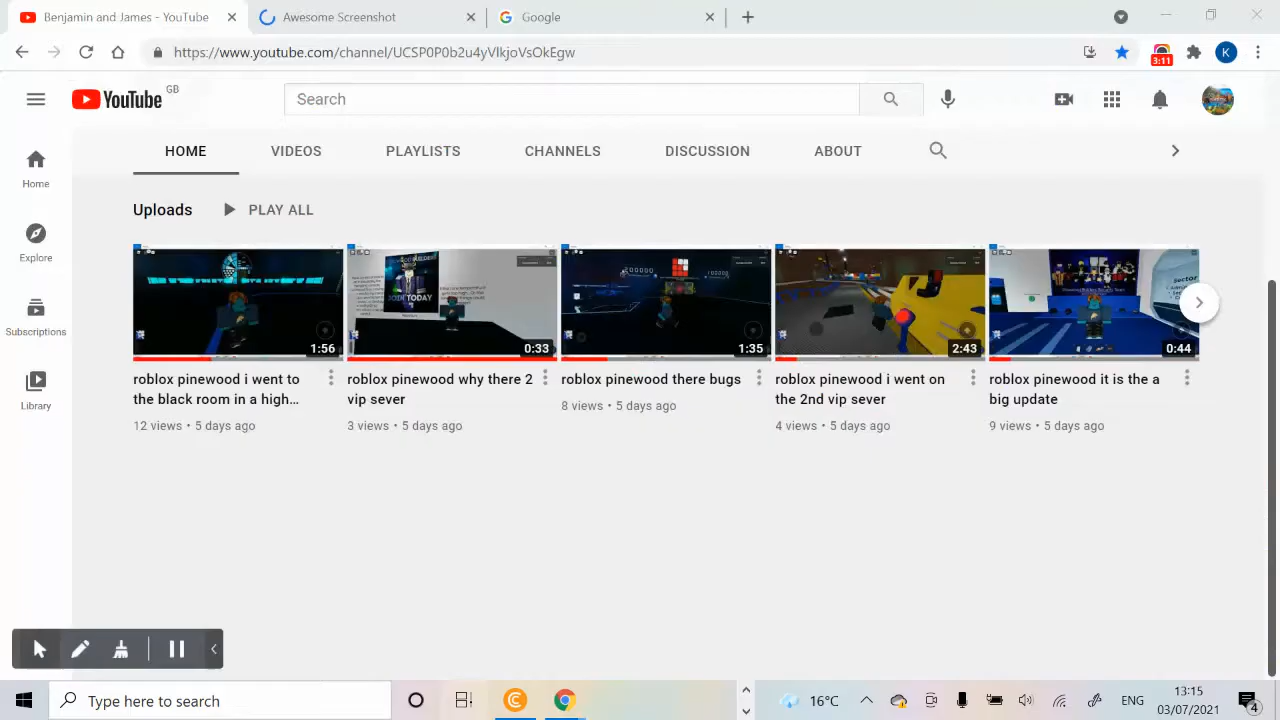 Benjamin and James - YouTube
Awesome Screenshot
Google
https://www.youtube.com/channel/UCSP0P0b2u4yVIkjoVsOkEgw
3:11
K
YouTube GB
Search
HOME VIDEOS PLAYLISTS CHANNELS DISCUSSION ABOUT
Home
Explore
Subscriptions
Library
Uploads PLAY ALL
TODAY
sector
1:56
0:33
1:35
2:43
0:44
roblox pinewood i went to
the black room in a high...
12 views • 5 days ago
roblox pinewood why there 2
vip sever
3 views • 5 days ago
roblox pinewood there bugs
8 views • 5 days ago
roblox pinewood i went on
the 2nd vip sever
4 views • 5 days ago
roblox pinewood it is the a
big update
9 views • 5 days ago
Type here to search
16°C
ENG
13:15
03/07/2021
4